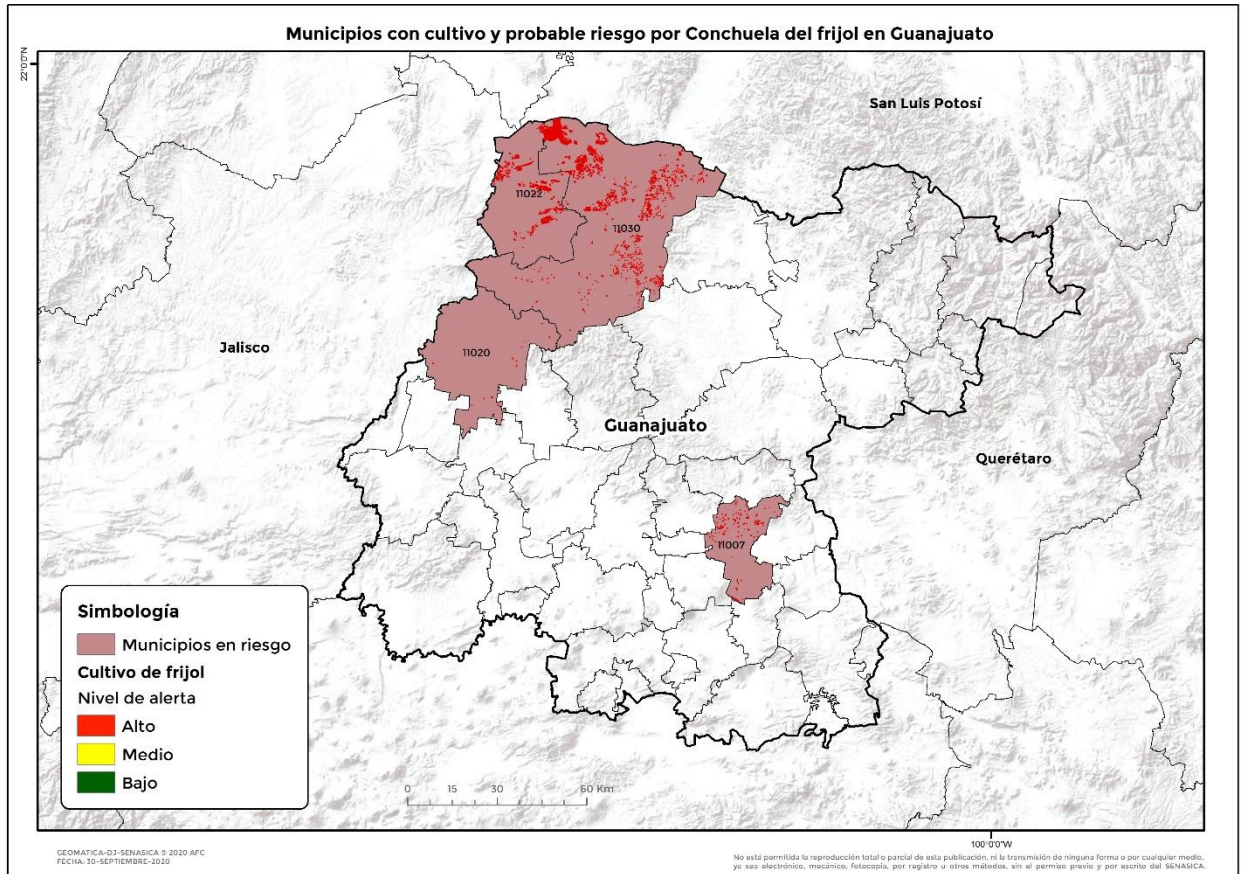 Municipios con cultivo y probable riesgo por Conchuela del frijol en Guanajuato
22°0'0"N
San Luis Potosí
11022
11030
Jalisco
11020
Guanajuato
Querétaro
11007
Simbología
Municipios en riesgo
Cultivo de frijol
Nivel de alerta
Alto
Medio
Bajo
0 15 30 60 Km
100°0'0"W
GEOMATICA-DJ-SENASICA © 2020 AFC
FECHA: 30-SEPTIEMBRE-2020
No está permitida la reproducción total o parcial de esta publicación, ni la transmisión de ninguna forma o por cualquier medio,
ya sea electrónico, mecánico, fotocopia, por registro u otros métodos, sin el permiso previo y por escrito del SENASICA.